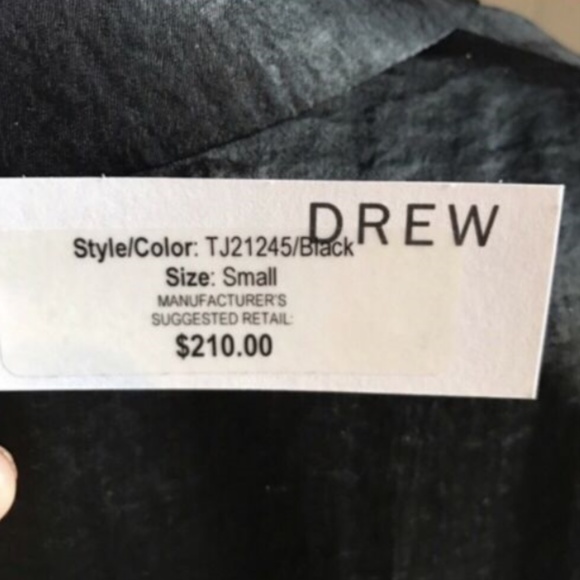 DREW
Style/Color: TJ21245/Black
Size: Small
MANUFACTURER'S
SUGGESTED RETAIL:
$210.00